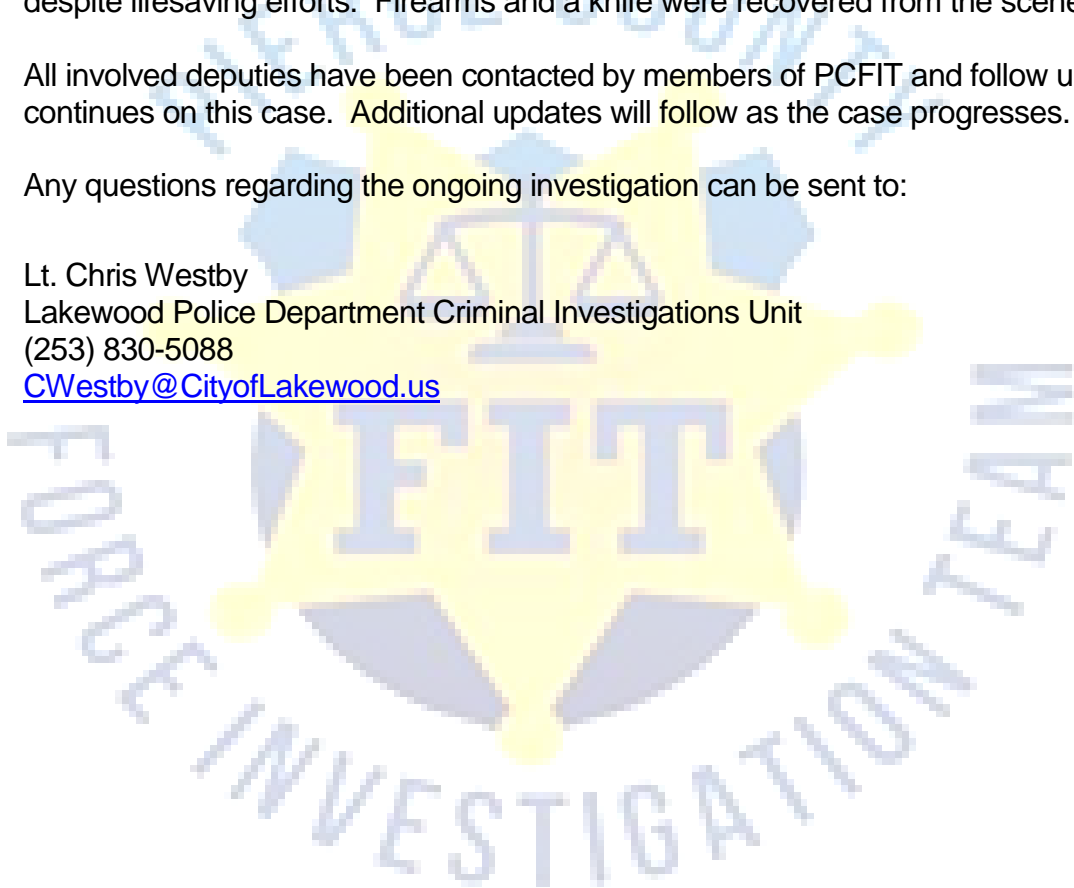 despite lifesaving efforts. Firearms and a knife were recovered from the scene
All involved deputies have been contacted by members of PCFIT and follow u
continues on this case. Additional updates will follow as the case progresses.
Any questions regarding the ongoing investigation can be sent to:
Lt. Chris Westby
Lakewood Police Department Criminal Investigations Unit
(253) 830-5088
CWestby@CityofLakewood.us
PIERCE COUNTY
FIT
FORCE INVESTIGATION TEAM